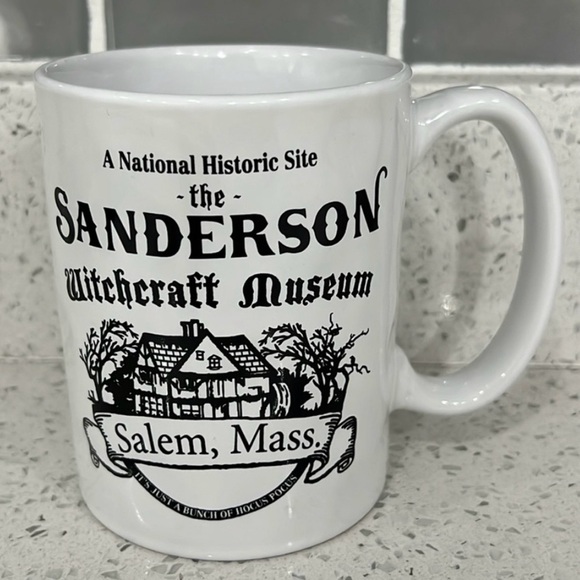 A National Historic Site
- the -
SANDERSON
Witchcraft Museum
Salem, Mass.
IT'S JUST A BUNCH OF HOCUS POCUS